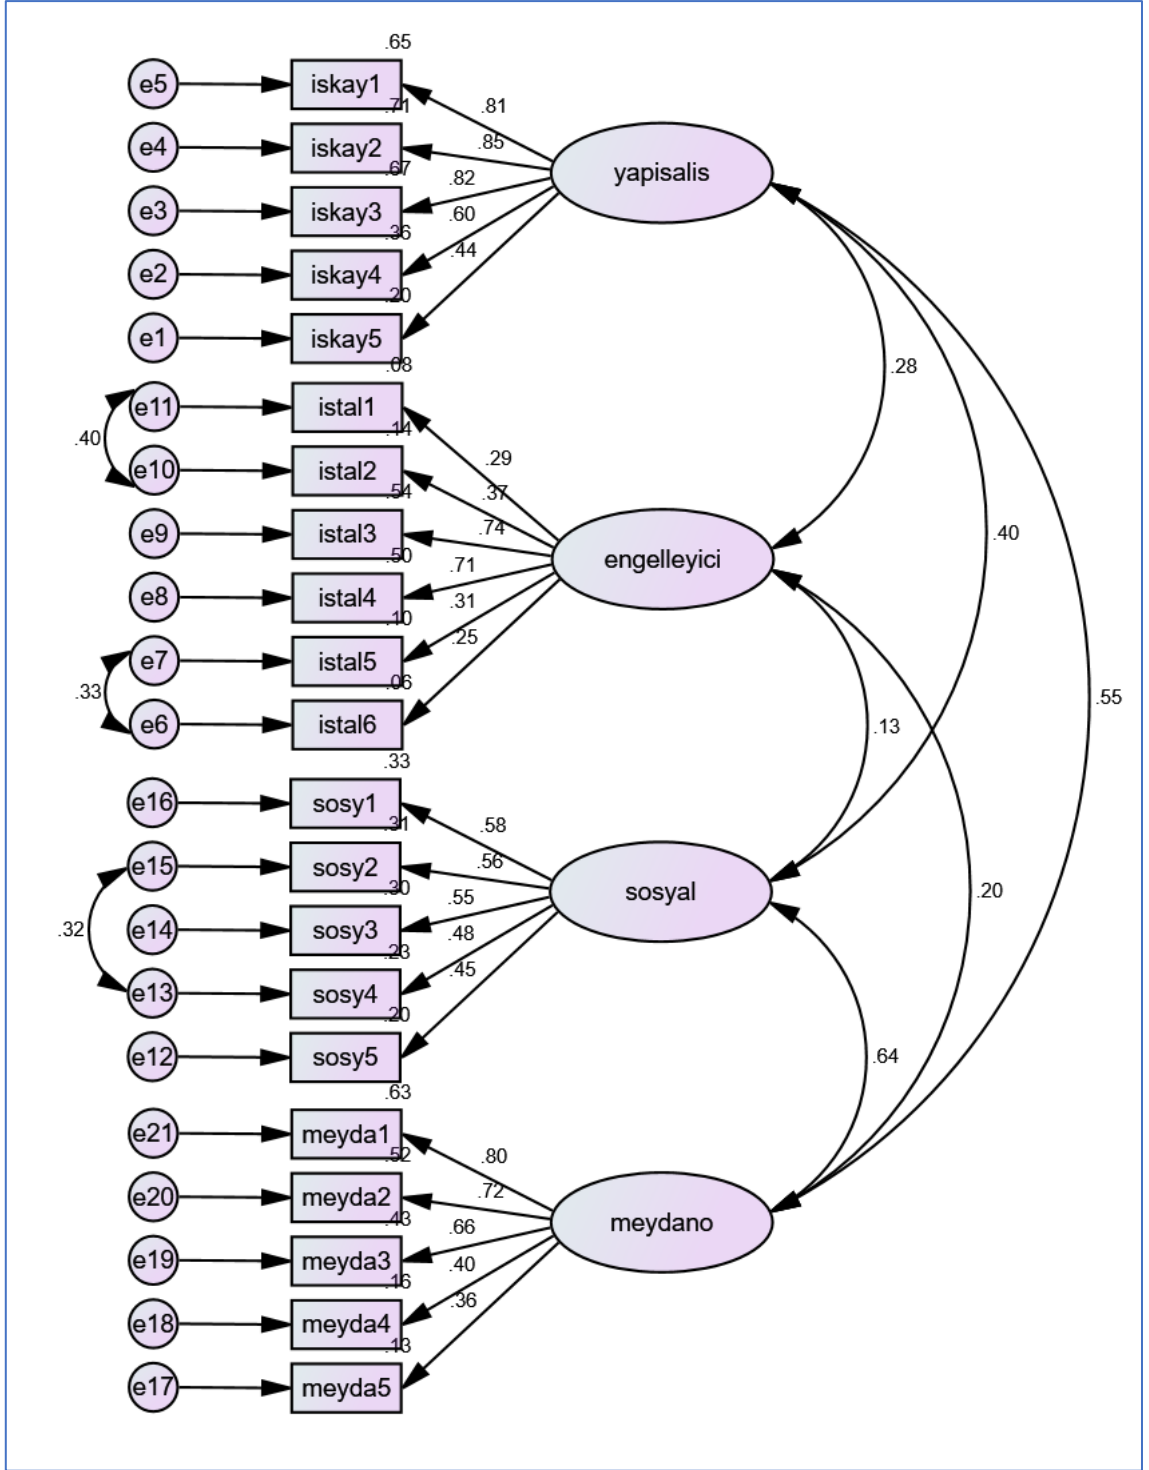 .65
e5 iskay1 .81
.71
e4 iskay2 .85 yapisalis
.67
e3 iskay3 .82
.36
e2 iskay4 .60
.20
e1 iskay5 .44
.08
.28
e11 istal1 .29
.40
.14
e10 istal2 .37
.54
e9 istal3 .74 .40
.50
engelleyici
e8 istal4 .71
.10
e7 istal5 .31
.33
.06
e6 istal6 .25
.55
.13
.33
e16 sosy1 .58
.31
e15 sosy2 .56
.30
sosyal .20
.32 e14 sosy3 .55
.23
e13 sosy4 .48
.20
e12 sosy5 .45
.64
.63
e21 meyda1 .80
.52
e20 meyda2 .72
.43
meydano
e19 meyda3 .66
.16
e18 meyda4 .40
.13
e17 meyda5 .36